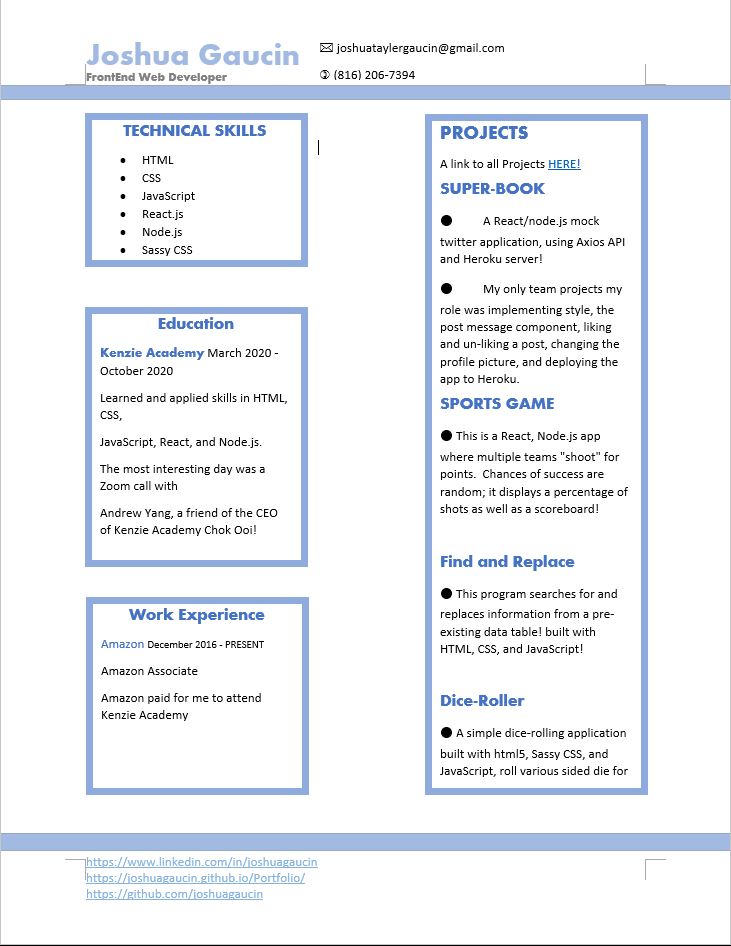 Joshua Gaucin
FrontEnd Web Developer
✉ joshuataylergaucin@gmail.com
✆ (816) 206-7394
TECHNICAL SKILLS
• HTML
• CSS
• JavaScript
• React.js
• Node.js
• Sassy CSS
Education
Kenzie Academy March 2020 -
October 2020
Learned and applied skills in HTML,
CSS,
JavaScript, React, and Node.js.
The most interesting day was a
Zoom call with
Andrew Yang, a friend of the CEO
of Kenzie Academy Chok Ooi!
Work Experience
Amazon December 2016 - PRESENT
Amazon Associate
Amazon paid for me to attend
Kenzie Academy
PROJECTS
A link to all Projects HERE!
SUPER-BOOK
● A React/node.js mock
twitter application, using Axios API
and Heroku server!
● My only team projects my
role was implementing style, the
post message component, liking
and un-liking a post, changing the
profile picture, and deploying the
app to Heroku.
SPORTS GAME
● This is a React, Node.js app
where multiple teams "shoot" for
points. Chances of success are
random; it displays a percentage of
shots as well as a scoreboard!
Find and Replace
● This program searches for and
replaces information from a pre-
existing data table! built with
HTML, CSS, and JavaScript!
Dice-Roller
● A simple dice-rolling application
built with html5, Sassy CSS, and
JavaScript, roll various sided die for
https://www.linkedin.com/in/joshuagaucin
https://joshuagaucin.github.io/Portfolio/
https://github.com/joshuagaucin